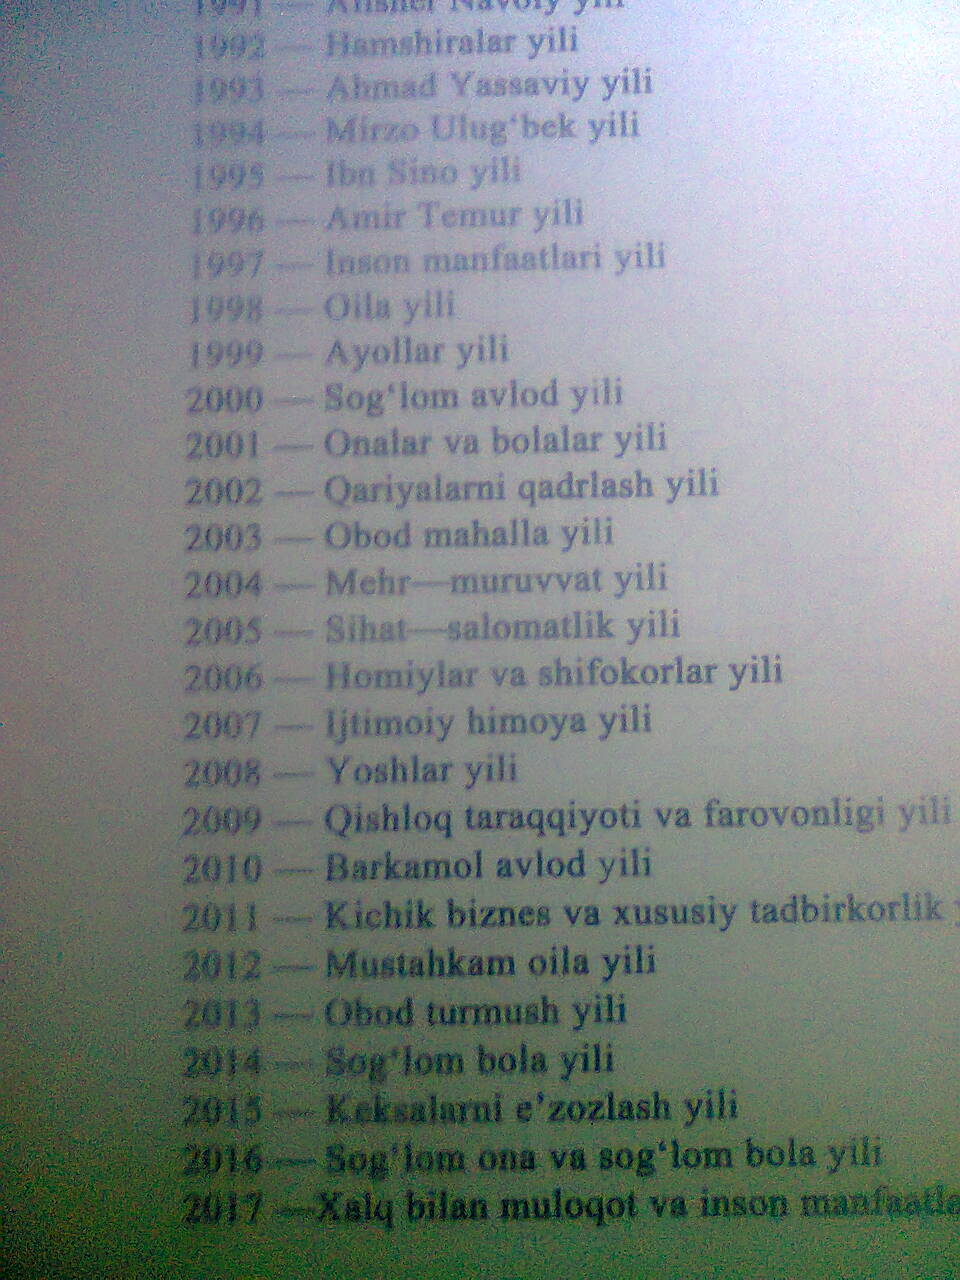 1991 — Alisher Navoiy yili
1992 — Hamshiralar yili
1993 — Ahmad Yassaviy yili
1994 — Mirzo Ulug‘bek yili
1995 — Ibn Sino yili
1996 — Amir Temur yili
1997 — Inson manfaatlari yili
1998 — Oila yili
1999 — Ayollar yili
2000 — Sog‘lom avlod yili
2001 — Onalar va bolalar yili
2002 — Qariyalarni qadrlash yili
2003 — Obod mahalla yili
2004 — Mehr—muruvvat yili
2005 — Sihat—salomatlik yili
2006 — Homiylar va shifokorlar yili
2007 — Ijtimoiy himoya yili
2008 — Yoshlar yili
2009 — Qishloq taraqqiyoti va farovonligi yili
2010 — Barkamol avlod yili
2011 — Kichik biznes va xususiy tadbirkorlik
2012 — Mustahkam oila yili
2013 — Obod turmush yili
2014 — Sog‘lom bola yili
2015 — Keksalarni e’zozlash yili
2016 — Sog‘lom ona va sog‘lom bola yili
2017 —Xalq bilan muloqot va inson